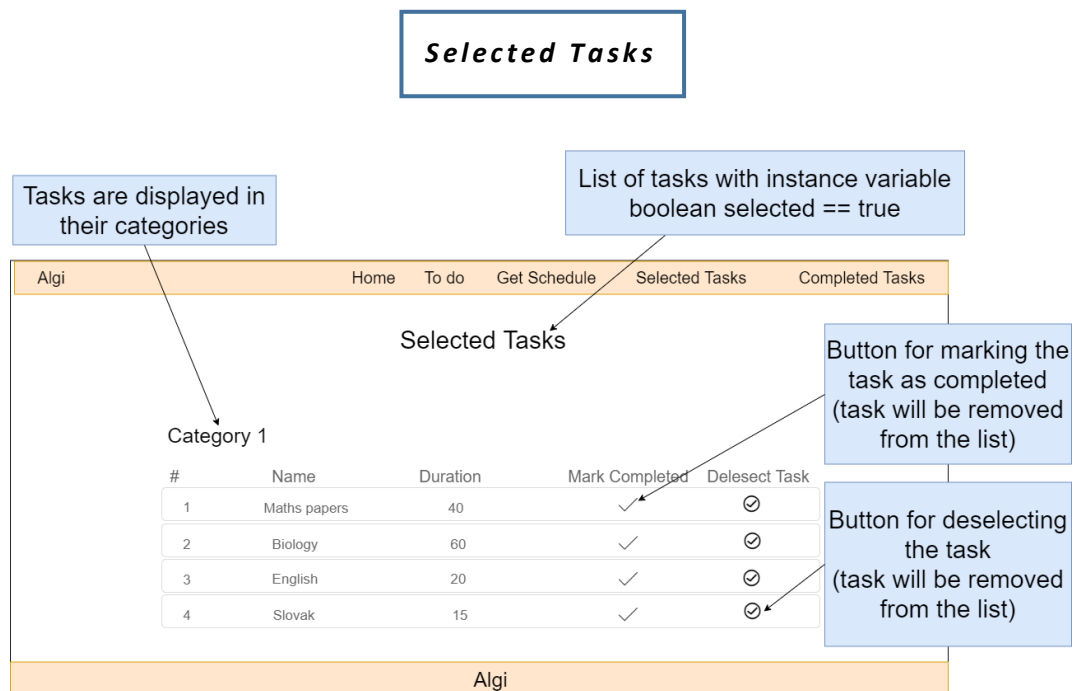 Selected Tasks
Tasks are displayed in
their categories
List of tasks with instance variable
boolean selected == true
Algi Home To do Get Schedule Selected Tasks Completed Tasks
Selected Tasks
Button for marking the
task as completed
(task will be removed
from the list)
Category 1
# Name Duration Mark Completed Delesect Task
1 Maths papers 40
2 Biology 60
3 English 20
4 Slovak 15
Button for deselecting
the task
(task will be removed
from the list)
Algi